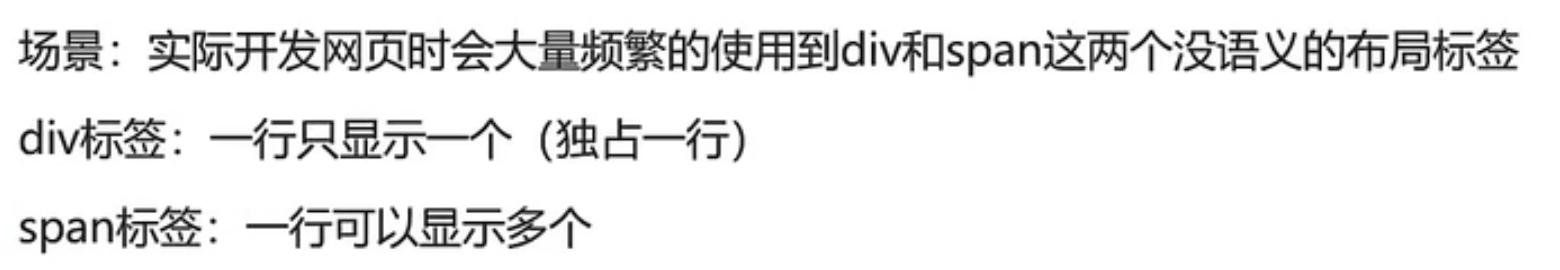 场景：实际开发网页时会大量频繁的使用到div和span这两个没语义的布局标签
div标签：一行只显示一个（独占一行）
span标签：一行可以显示多个